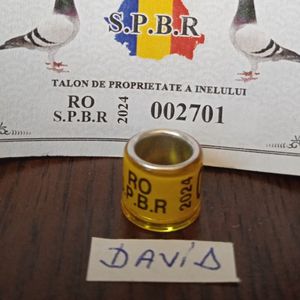 S.P.B.R
TALON DE PROPRIETATE A INELULUI
RO
S.P.B.R 2024 002701
RO
S.P.B.R 2024
DAViD